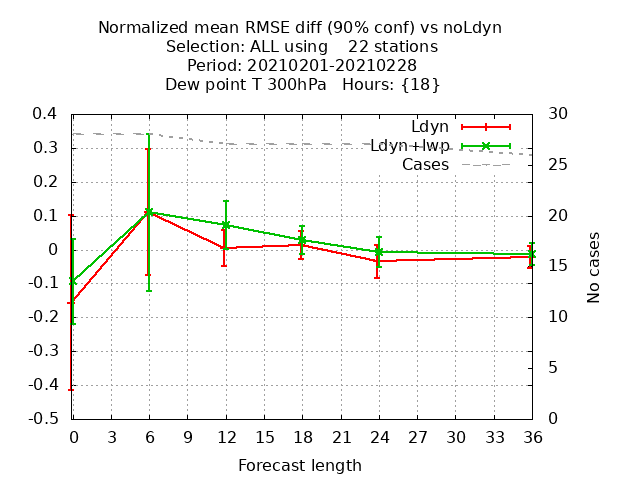 Normalized mean RMSE diff (90% conf) vs noLdyn
Selection: ALL using    22 stations
Period: 20210201-20210228
Dew point T 300hPa   Hours: {18}
0.4
0.3
0.2
0.1
0
-0.1
-0.2
-0.3
-0.4
-0.5
Ldyn
Ldyn+lwp
Cases
30
25
20
15
10
5
0
No cases
0 3 6 9 12 15 18 21 24 27 30 33 36
Forecast length